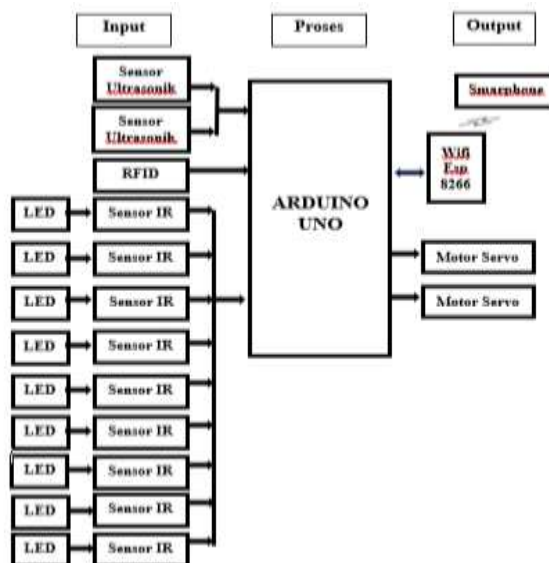 Input
Proses
Output
Sensor
Ultrasonik
Sensor
Ultrasonik
RFID
LED
Sensor IR
LED
Sensor IR
LED
Sensor IR
LED
Sensor IR
LED
Sensor IR
LED
Sensor IR
LED
Sensor IR
LED
Sensor IR
LED
Sensor IR
ARDUINO
UNO
Smarphone
Wifi
Esp
8266
Motor Servo
Motor Servo